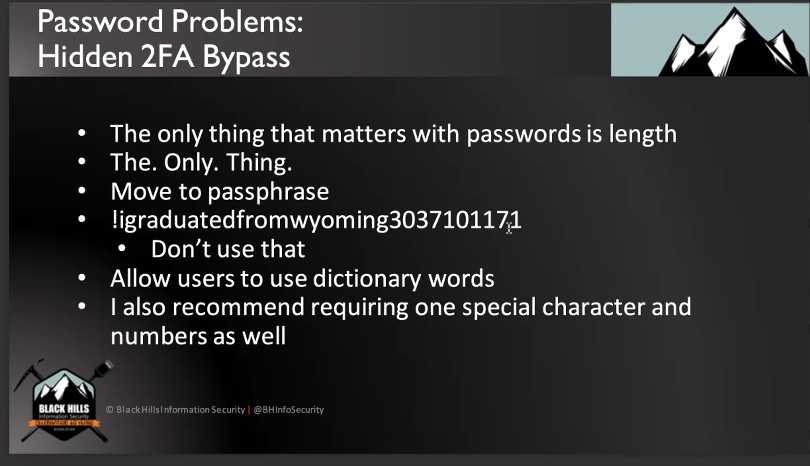 Password Problems:
Hidden 2FA Bypass
• The only thing that matters with passwords is length
• The. Only. Thing.
• Move to passphrase
• !igraduatedfromwyoming3037101171
• Don’t use that
• Allow users to use dictionary words
• I also recommend requiring one special character and
numbers as well
BLACK HILLS
Information Security
© Black Hills Information Security | @BHInfoSecurity